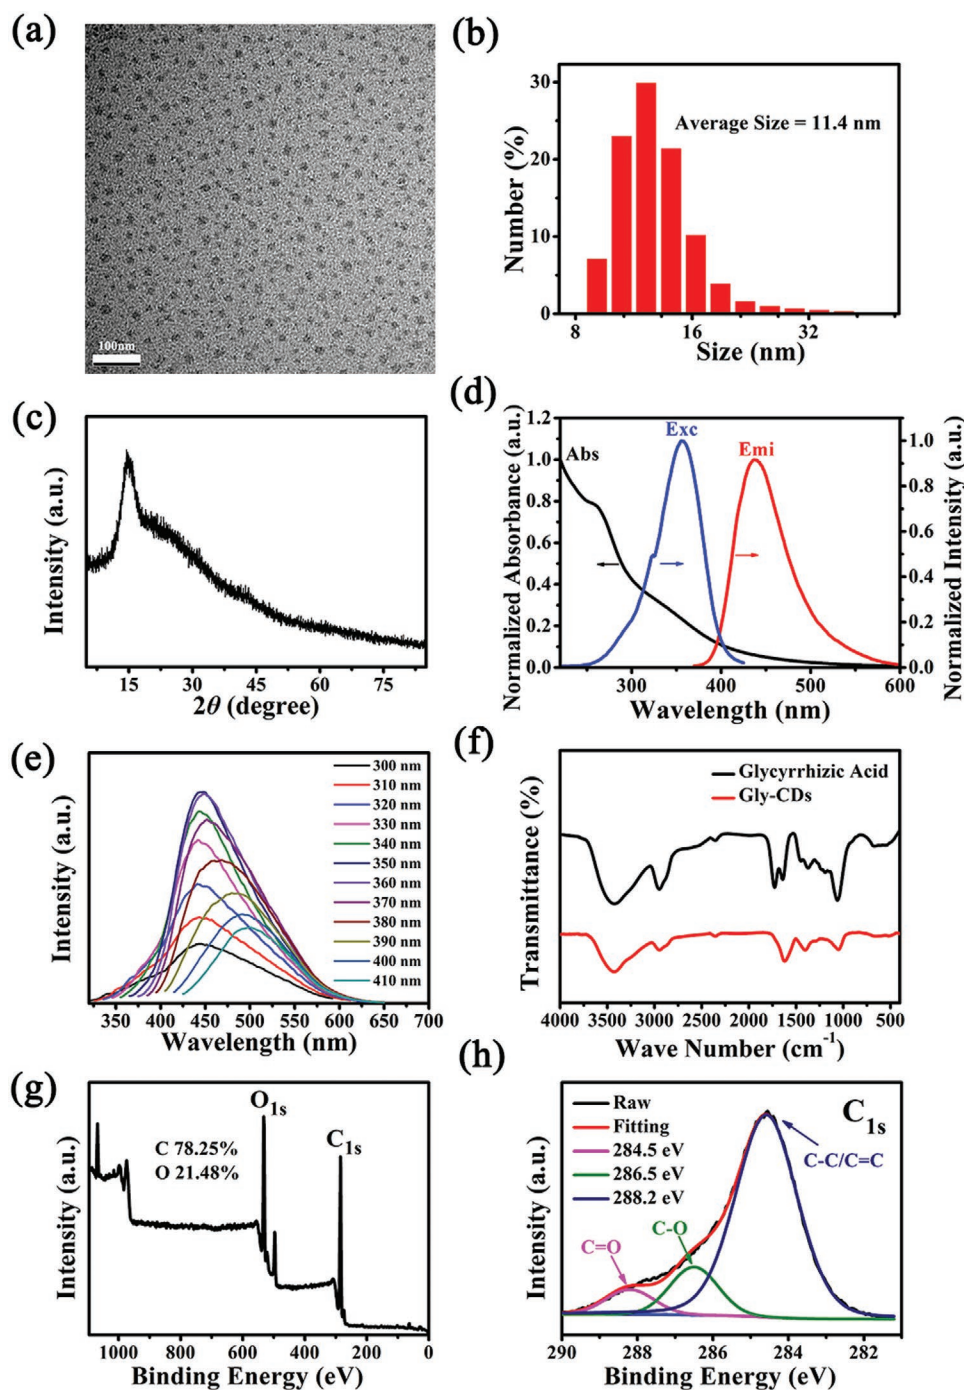 (a)
100nm
(b)
Number (%)
30
20
10
0
Average Size = 11.4 nm
8 16 32
Size (nm)
(c)
Intensity (a.u.)
15 30 45 60 75
2θ (degree)
(d)
Normalized Absorbance (a.u.)
1.2
1.0
0.8
0.6
0.4
0.2
0.0
Abs
Exc
Emi
1.0
0.8
0.6
0.4
0.2
0.0
Normalized Intensity (a.u.)
300 400 500 600
Wavelength (nm)
(e)
Intensity (a.u.)
300 nm
310 nm
320 nm
330 nm
340 nm
350 nm
360 nm
370 nm
380 nm
390 nm
400 nm
410 nm
350 400 450 500 550 600 650 700
Wavelength (nm)
(f)
Transmittance (%)
Glycyrrhizic Acid
Gly-CDs
4000 3500 3000 2500 2000 1500 1000 500
Wave Number (cm-1)
(g)
Intensity (a.u.)
C 78.25%
O 21.48%
O1s
C1s
1000 800 600 400 200 0
Binding Energy (eV)
(h)
Intensity (a.u.)
Raw
Fitting
284.5 eV
286.5 eV
288.2 eV
C1s
C-C/C=C
C-O
C=O
290 288 286 284 282
Binding Energy (eV)